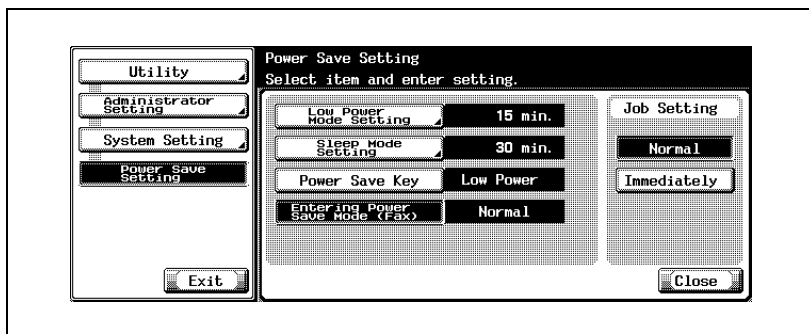 Utility
Administrator
Setting
System Setting
Power Save
Setting
Exit
Power Save Setting
Select item and enter setting.
Low Power
Mode Setting
15 min.
Sleep Mode
Setting
30 min.
Power Save Key
Low Power
Entering Power
Save Mode (Fax)
Normal
Job Setting
Normal
Immediately
Close